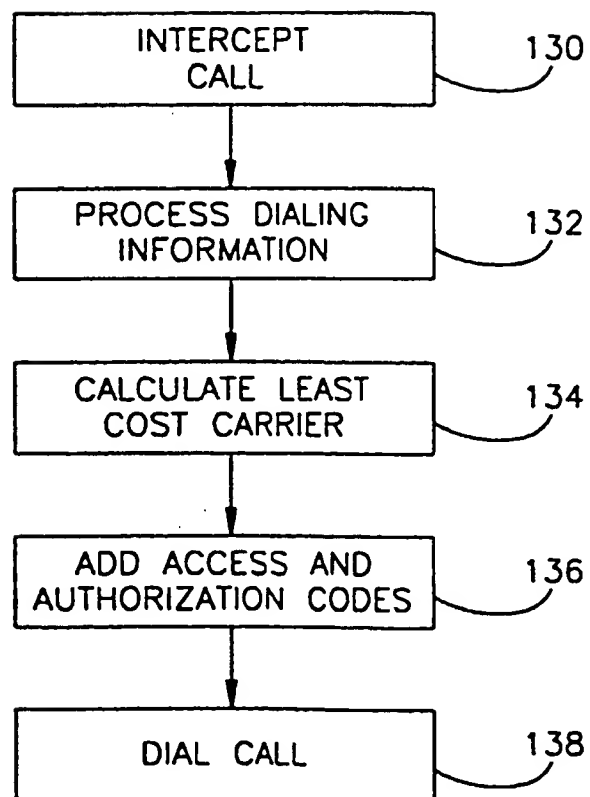 INTERCEPT
CALL
130
PROCESS DIALING
INFORMATION
132
CALCULATE LEAST
COST CARRIER
134
ADD ACCESS AND
AUTHORIZATION CODES
136
DIAL CALL
138